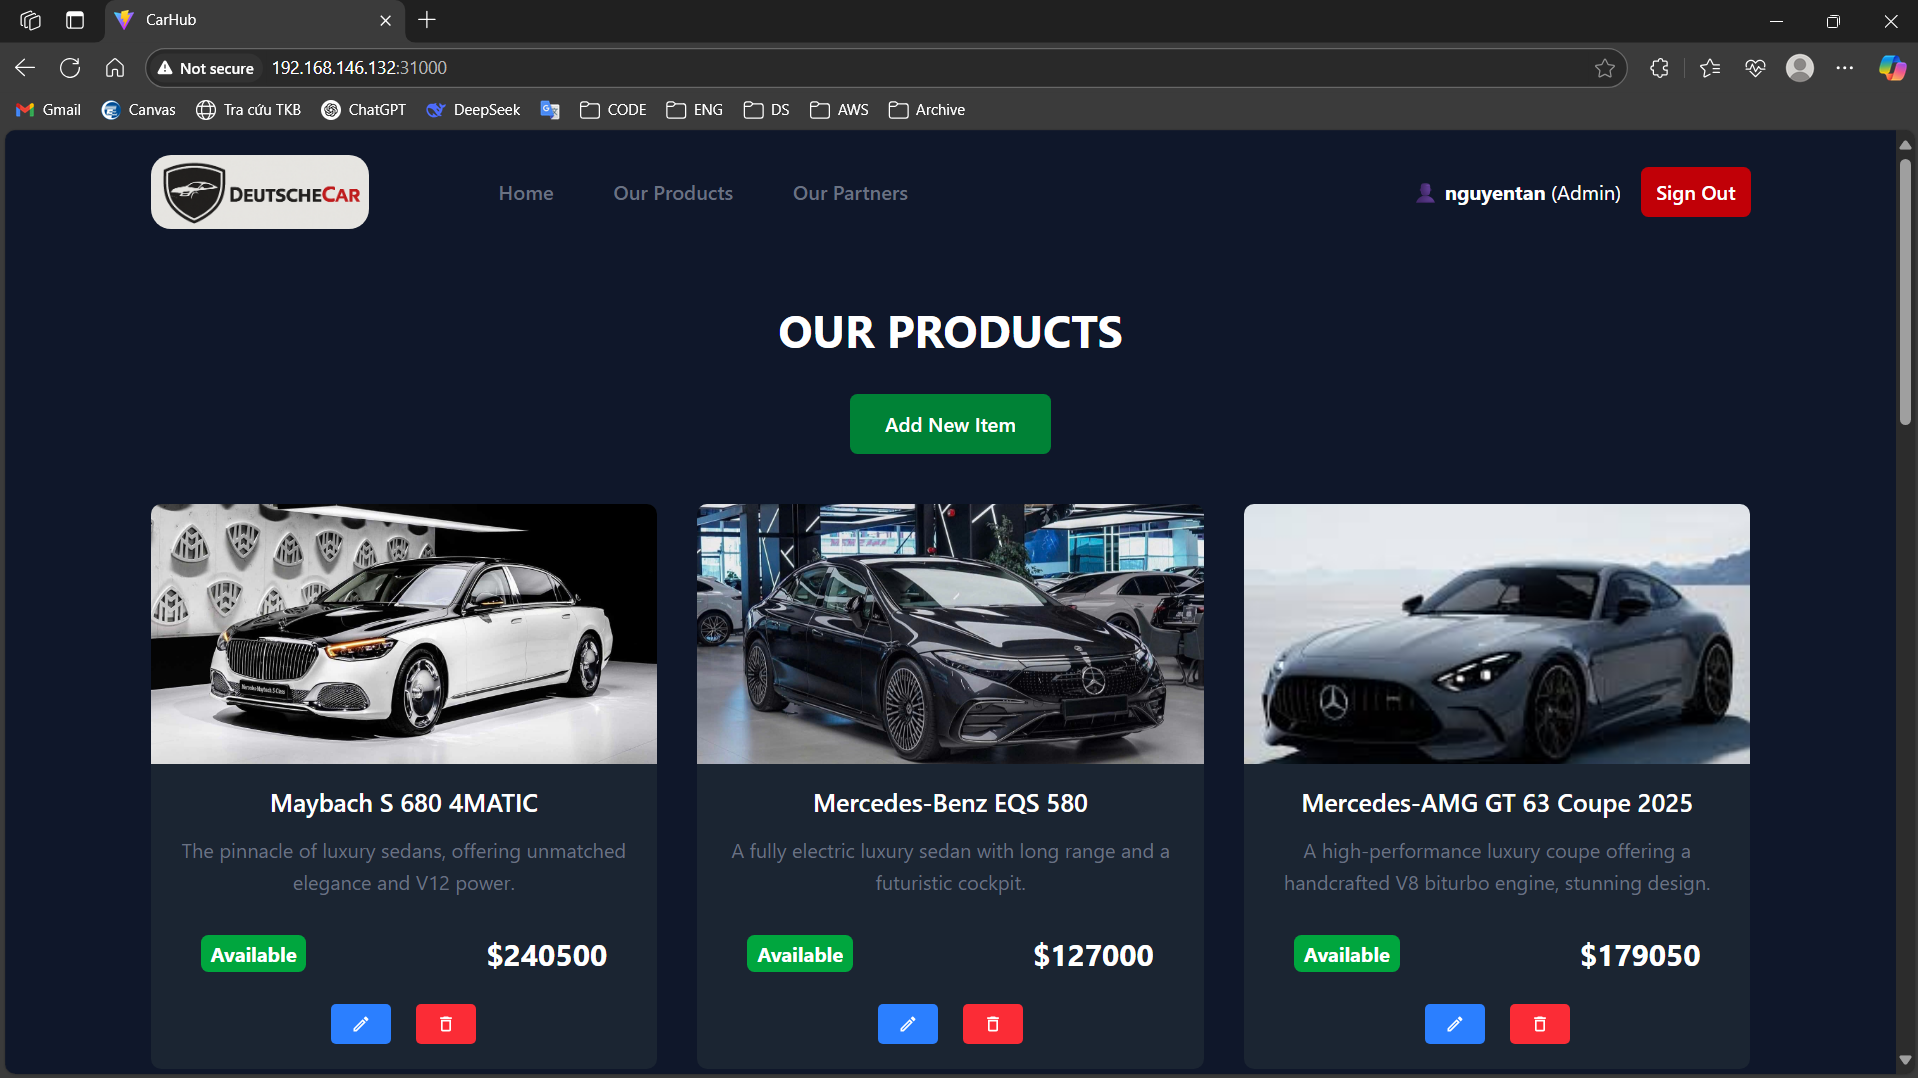 CarHub
Not secure 192.168.146.132:31000
Gmail Canvas Tra cứu TKB ChatGPT DeepSeek CODE ENG DS AWS Archive
DEUTSCHECAR Home Our Products Our Partners nguyentan (Admin) Sign Out
OUR PRODUCTS
Add New Item
Mercedes-Maybach S-Class
Maybach S 680 4MATIC
The pinnacle of luxury sedans, offering unmatched
elegance and V12 power.
Available $240500
Mercedes-Benz EQS 580
A fully electric luxury sedan with long range and a
futuristic cockpit.
Available $127000
Mercedes-AMG GT 63 Coupe 2025
A high-performance luxury coupe offering a
handcrafted V8 biturbo engine, stunning design.
Available $179050